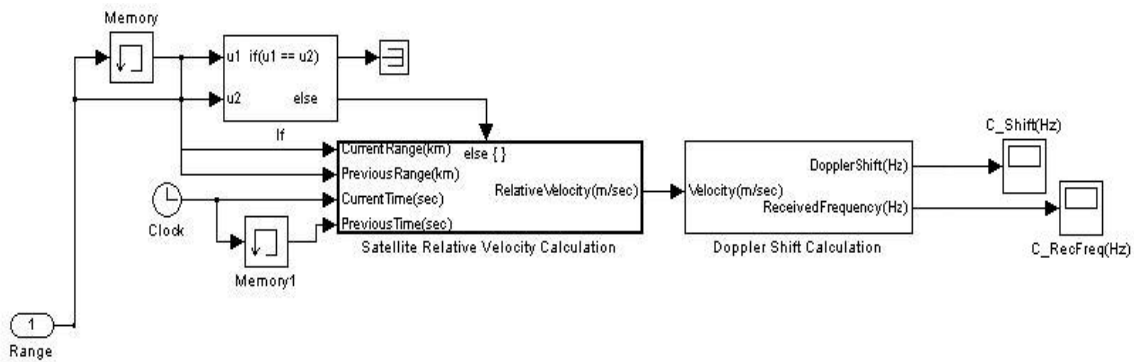 Memory
u1 if(u1 == u2)
u2 else
If
C_Shift(Hz)
CurrentRange(km)
else { }
PreviousRange(km)
RelativeVelocity(m/sec)
CurrentTime(sec)
PreviousTime(sec)
Satellite Relative Velocity Calculation
DopplerShift(Hz)
Velocity(m/sec)
ReceivedFrequency(Hz)
Doppler Shift Calculation
C_RecFreq(Hz)
Clock
Memory1
1
Range